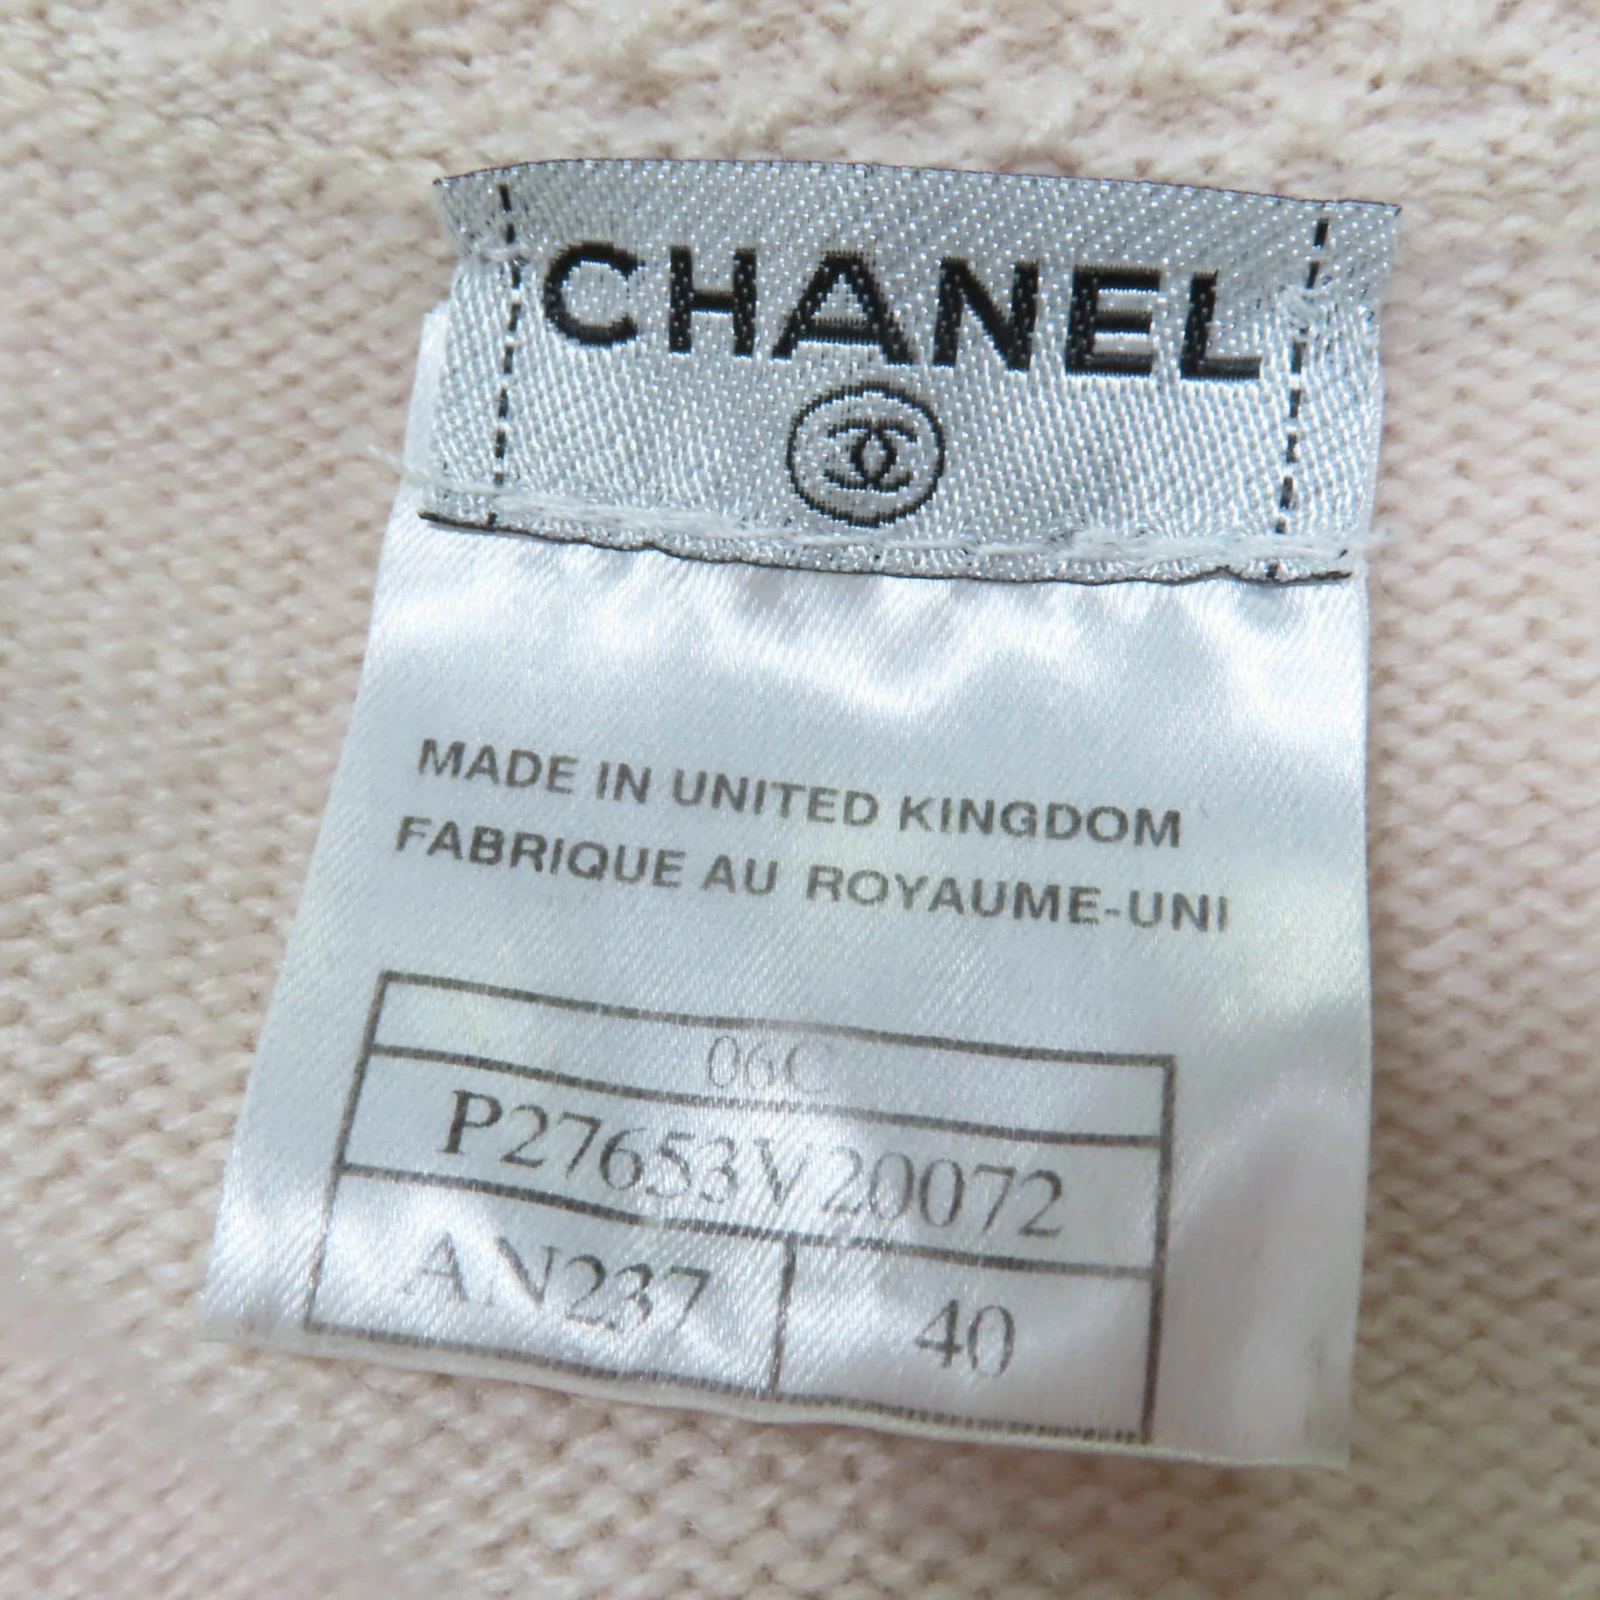 CHANEL
MADE IN UNITED KINGDOM
FABRIQUE AU ROYAUME-UNI
06C
P27653V20072
AN237 40